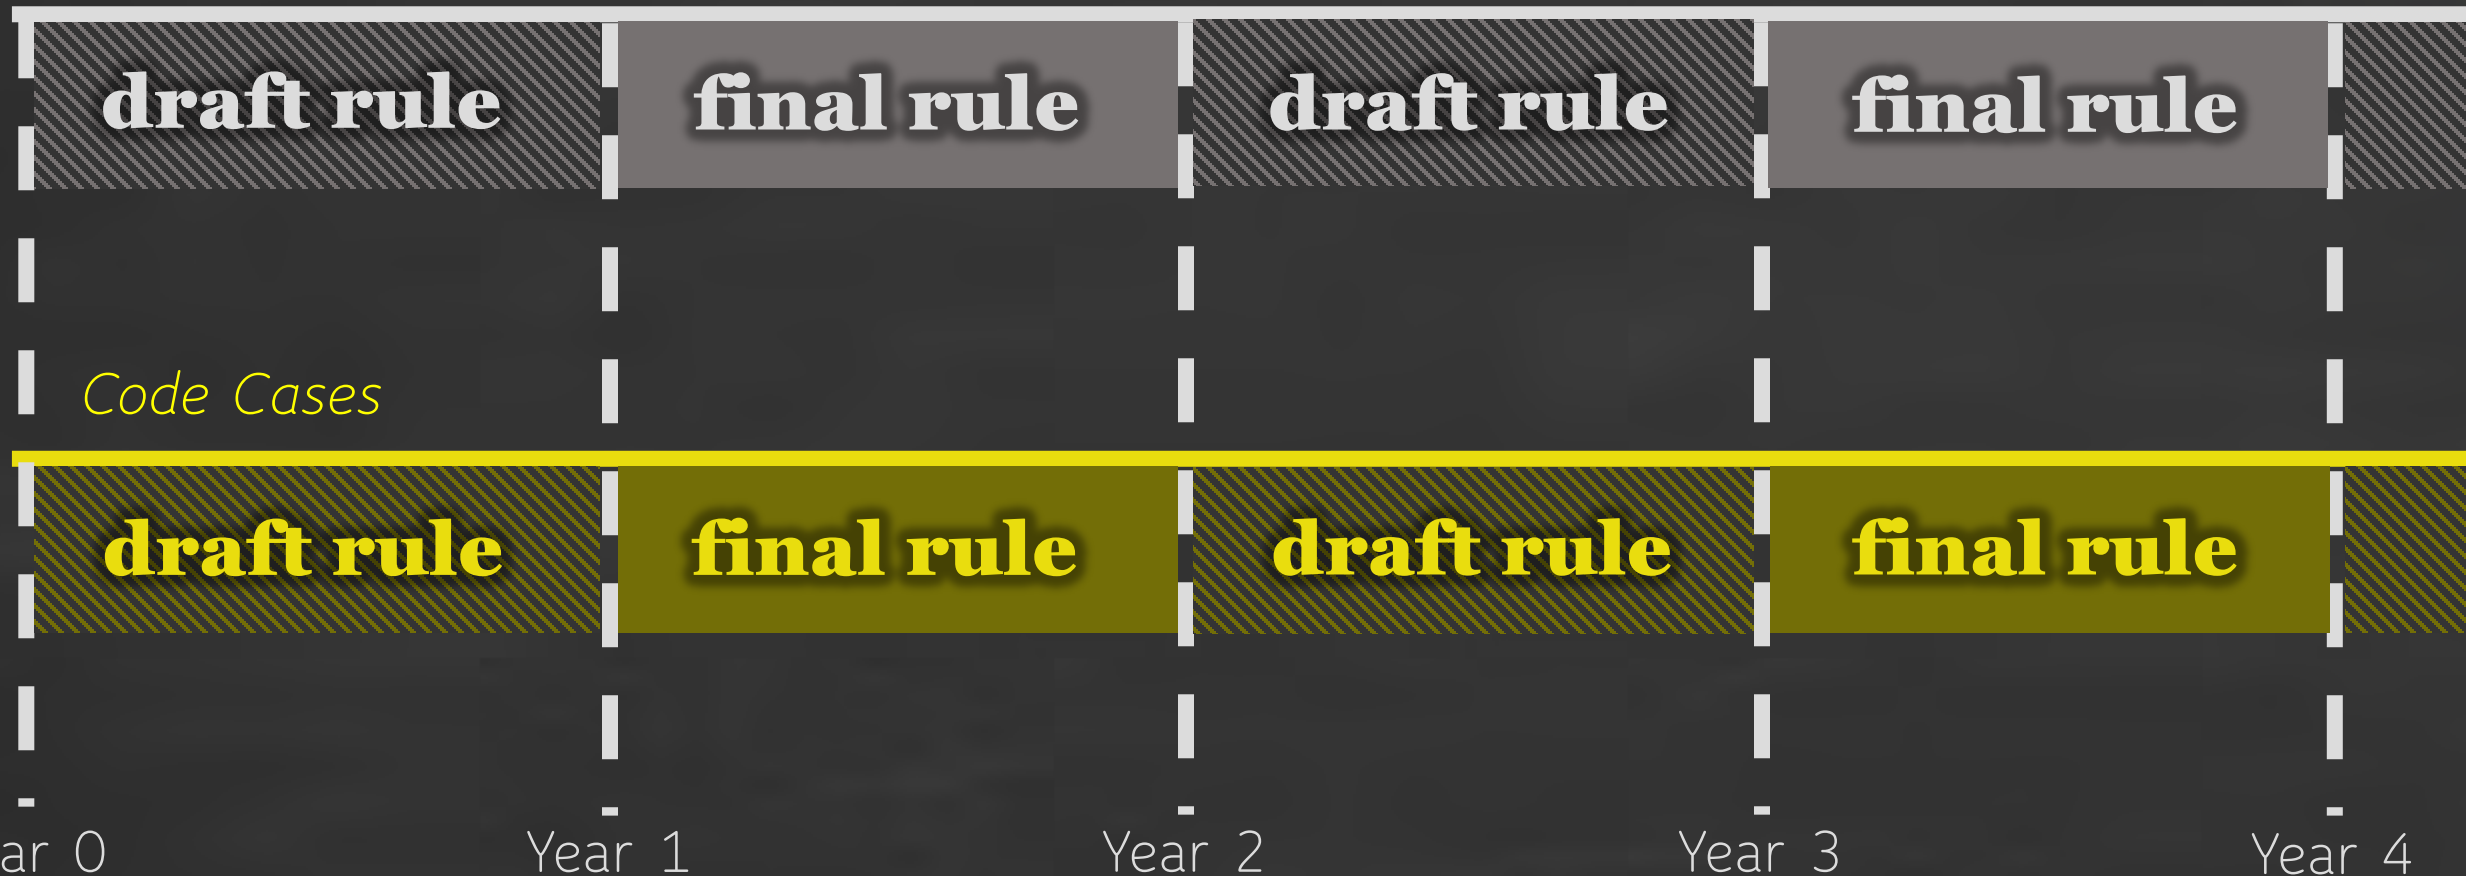 draft rule final rule draft rule final rule
Code Cases
draft rule final rule draft rule final rule
ar 0 Year 1 Year 2 Year 3 Year 4